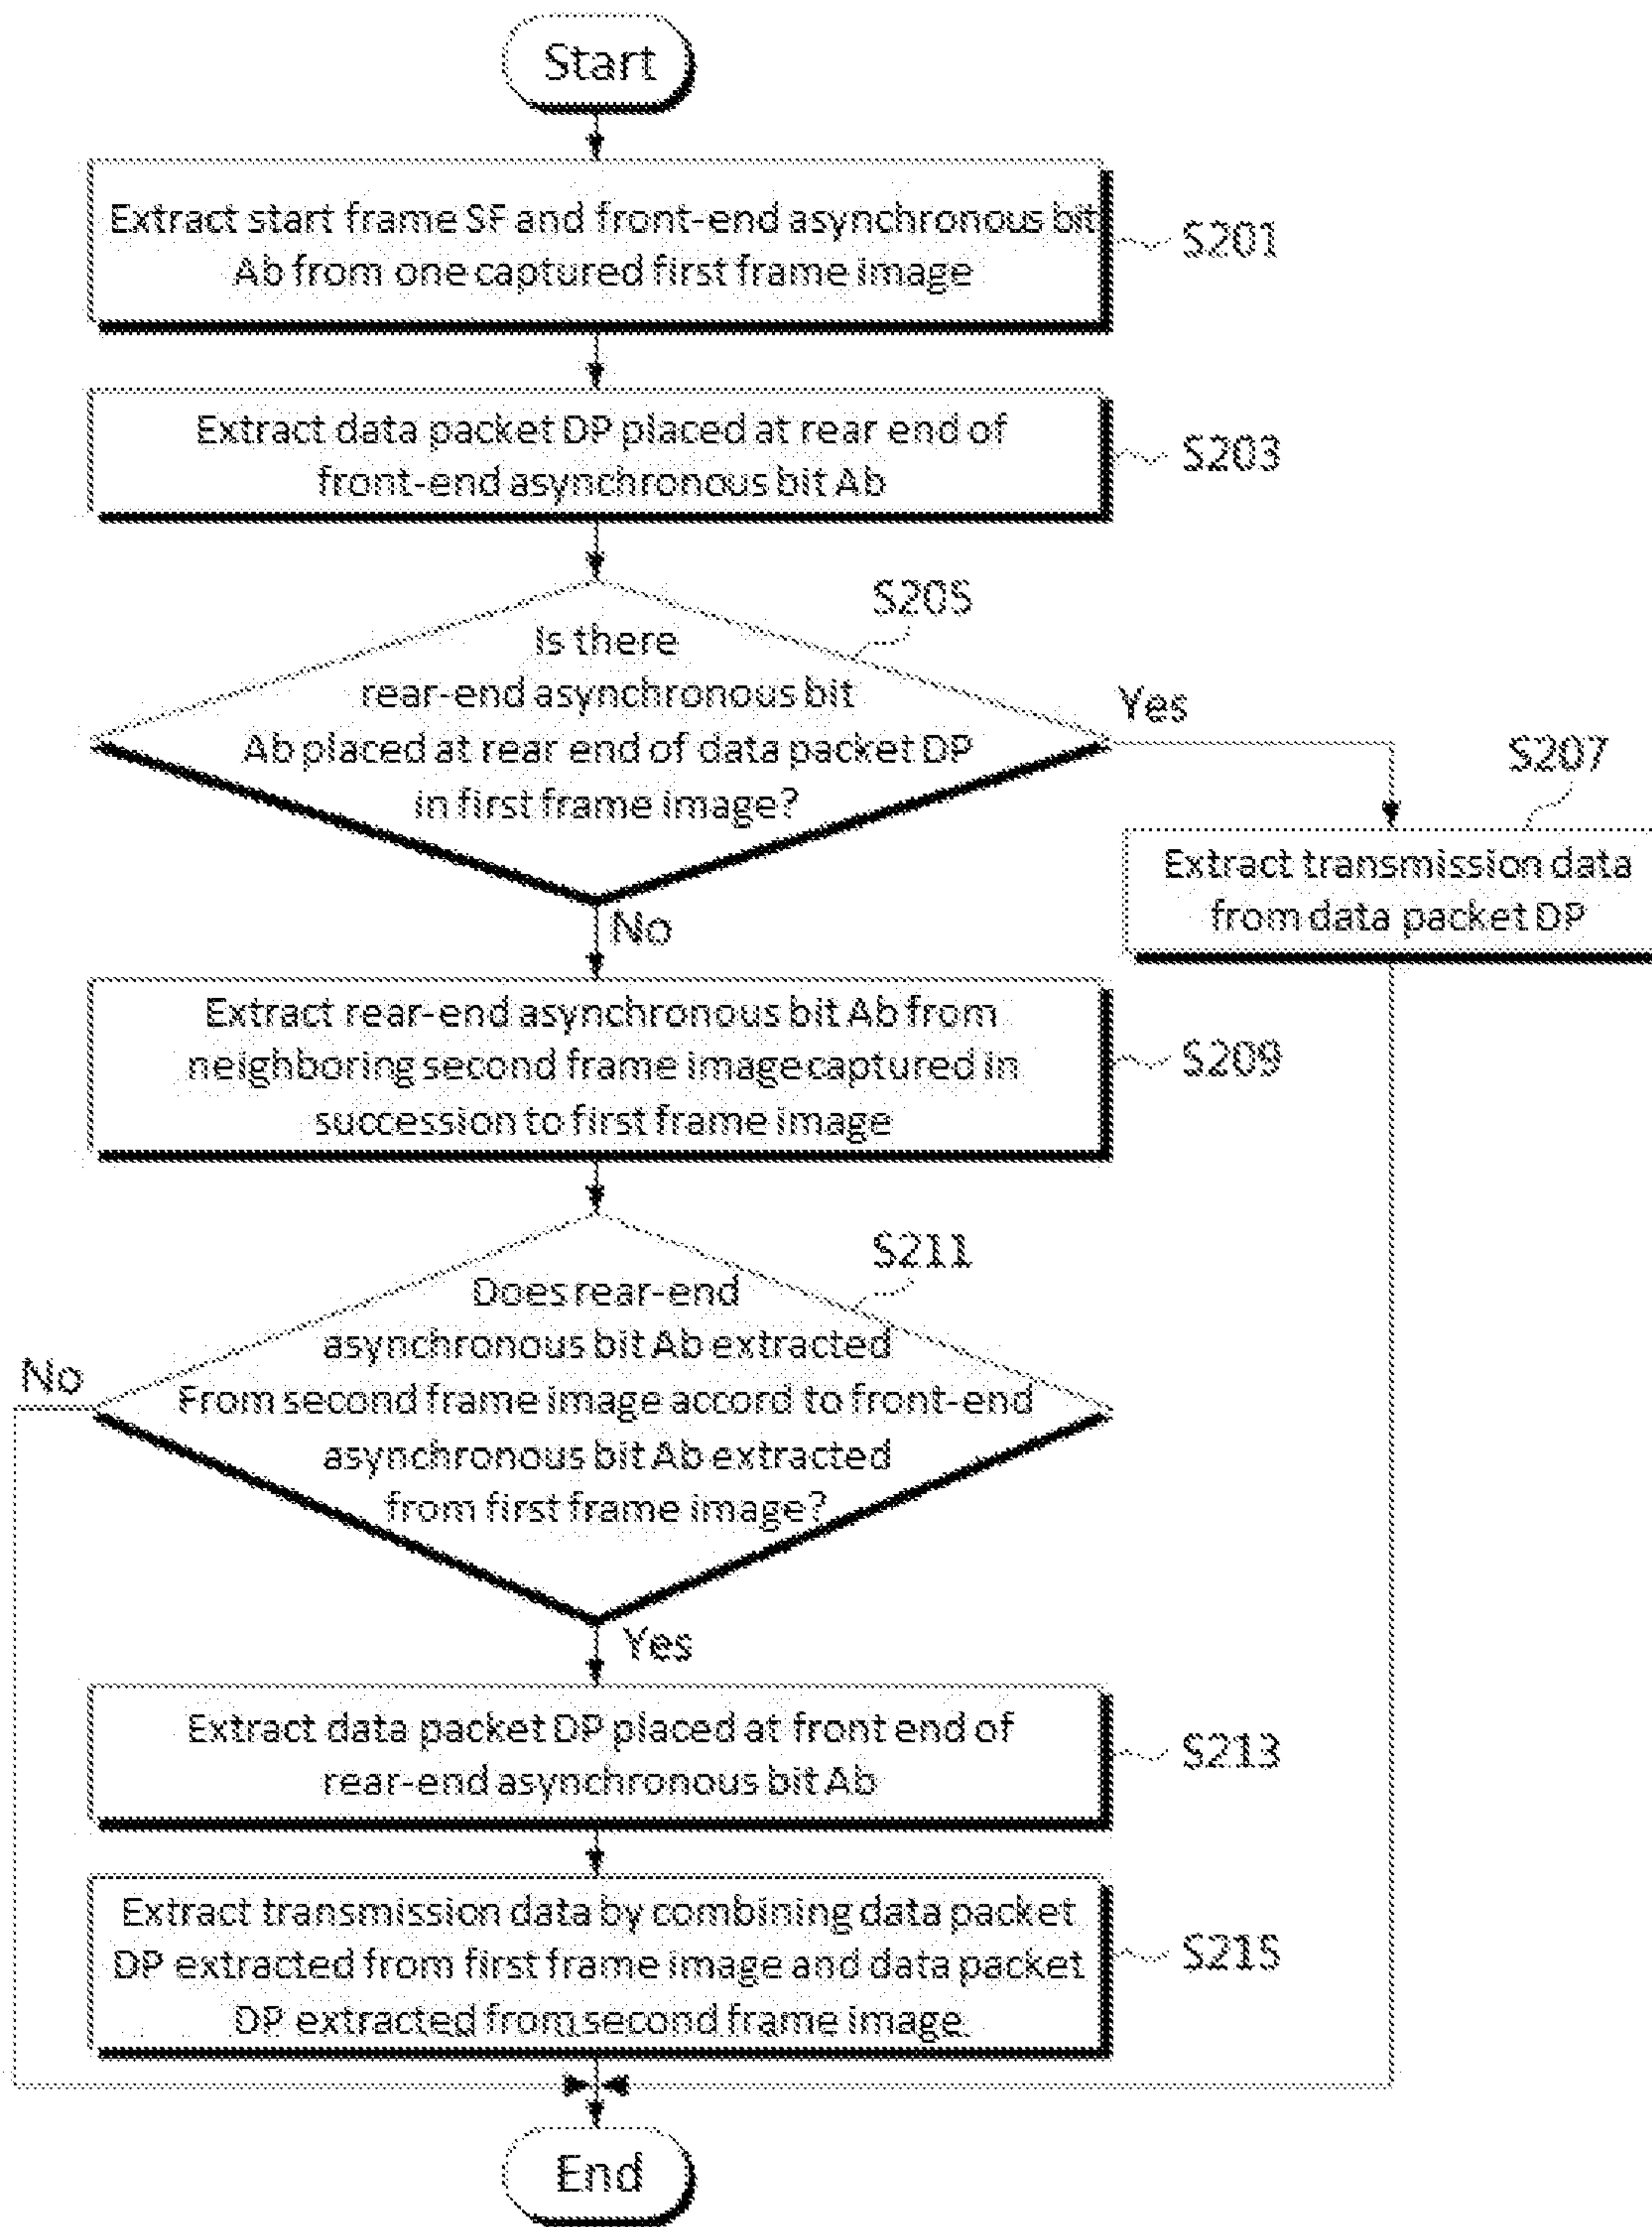 Start
Extract start frame SF and front-end asynchronous bit
Ab from one captured first frame image
S201
Extract data packet DP placed at rear end of
front-end asynchronous bit Ab
S203
S205
Is there
rear-end asynchronous bit
Ab placed at rear end of data packet DP
in first frame image?
Yes
S207
Extract transmission data
from data packet DP
No
Extract rear-end asynchronous bit Ab from
neighboring second frame image captured in
succession to first frame image
S209
S211
Does rear-end
asynchronous bit Ab extracted
From second frame image accord to front-end
asynchronous bit Ab extracted
from first frame image?
No
Yes
Extract data packet DP placed at front end of
rear-end asynchronous bit Ab
S213
Extract transmission data by combining data packet
DP extracted from first frame image and data packet
DP extracted from second frame image
S215
End